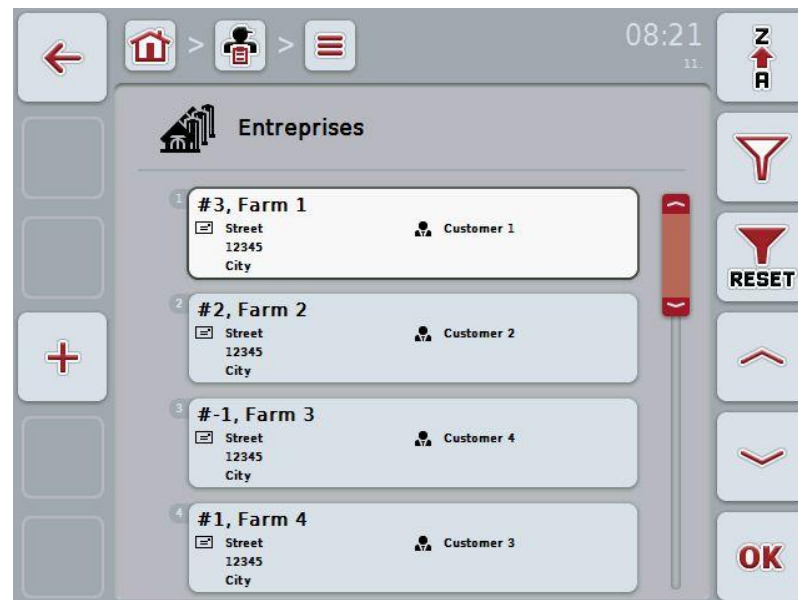 08:21
11.
Z
A
Entreprises
1
#3, Farm 1
Street
Customer 1
12345
City
RESET
2
#2, Farm 2
Street
Customer 2
12345
City
3
#-1, Farm 3
Street
Customer 4
12345
City
4
#1, Farm 4
Street
Customer 3
12345
City
OK